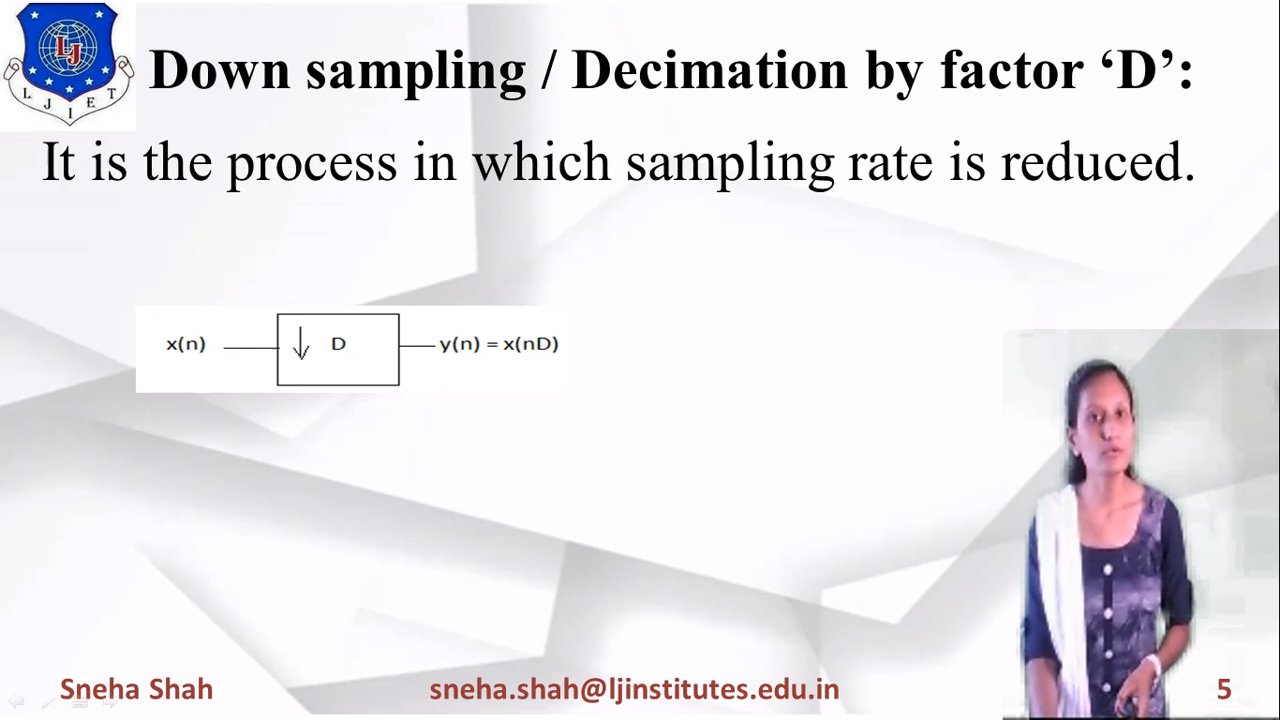 LJ
L J I E T
Down sampling / Decimation by factor ‘D’:
It is the process in which sampling rate is reduced.
x(n) ↓ D y(n) = x(nD)
Sneha Shah sneha.shah@ljinstitutes.edu.in 5